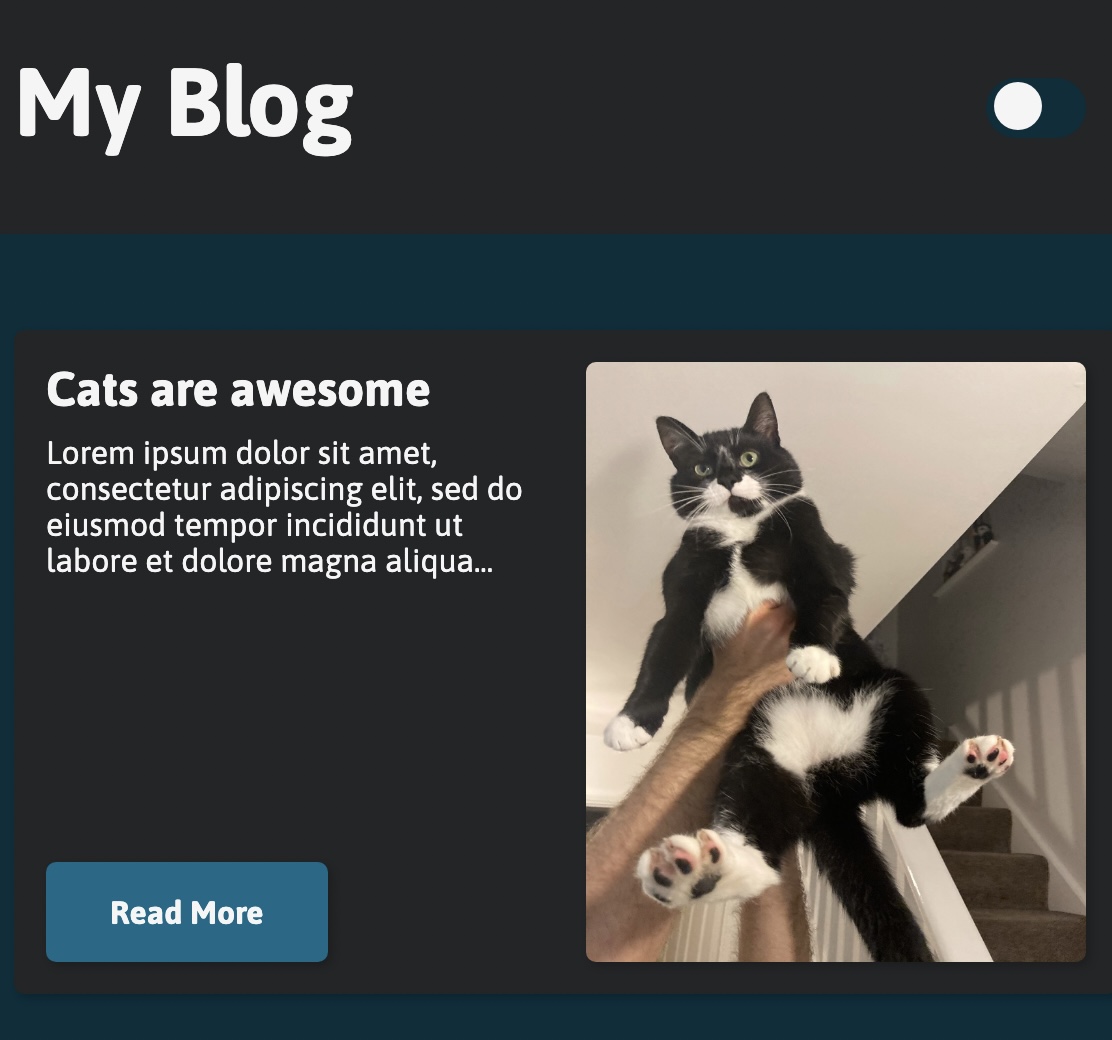 My Blog
Cats are awesome
Lorem ipsum dolor sit amet,
consectetur adipiscing elit, sed do
eiusmod tempor incididunt ut
labore et dolore magna aliqua...
Read More